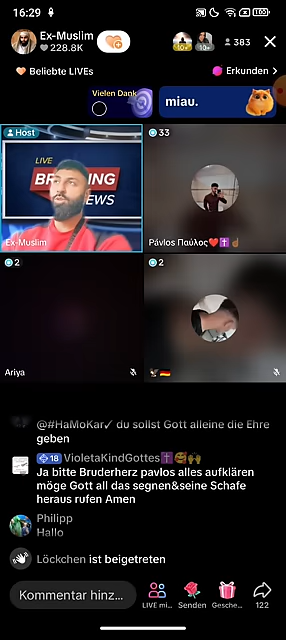 16:29
100
Ex-Muslim
228.8K
10+
10+
383
Beliebte LIVEs
Erkunden >
Vielen Dank
miau.
Host
33
LIVE
BREAKING
NEWS
Ex-Muslim
Pávlos Παύλος❤️✝️☝🏾
2
2
Ariya
🦅🇩🇪
@#HaMoKar✓ du sollst Gott alleine die Ehre
geben
18 VioletaKindGottes✝️🥰🙌
Ja bitte Bruderherz pavlos alles aufklären
möge Gott all das segnen&seine Schafe
heraus rufen Amen
Philipp
Hallo
Löckchen ist beigetreten
Kommentar hinz...
LIVE mi...
Senden
Gesche...
122